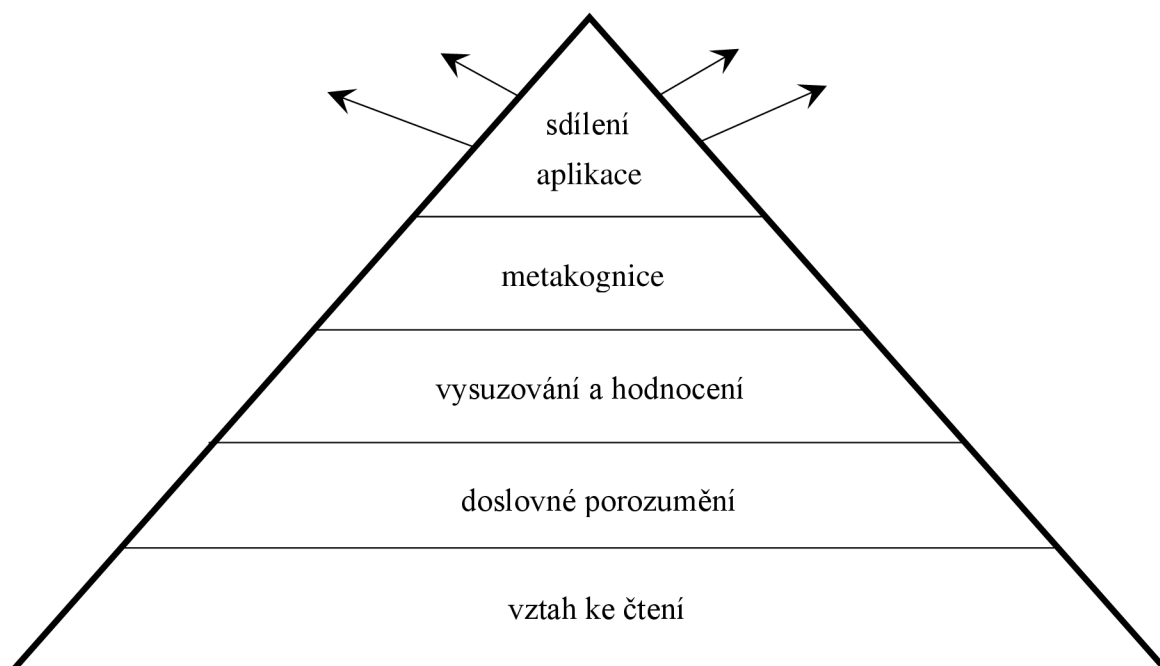 sdílení
aplikace
metakognice
vysuzování a hodnocení
doslovné porozumění
vztah ke čtení